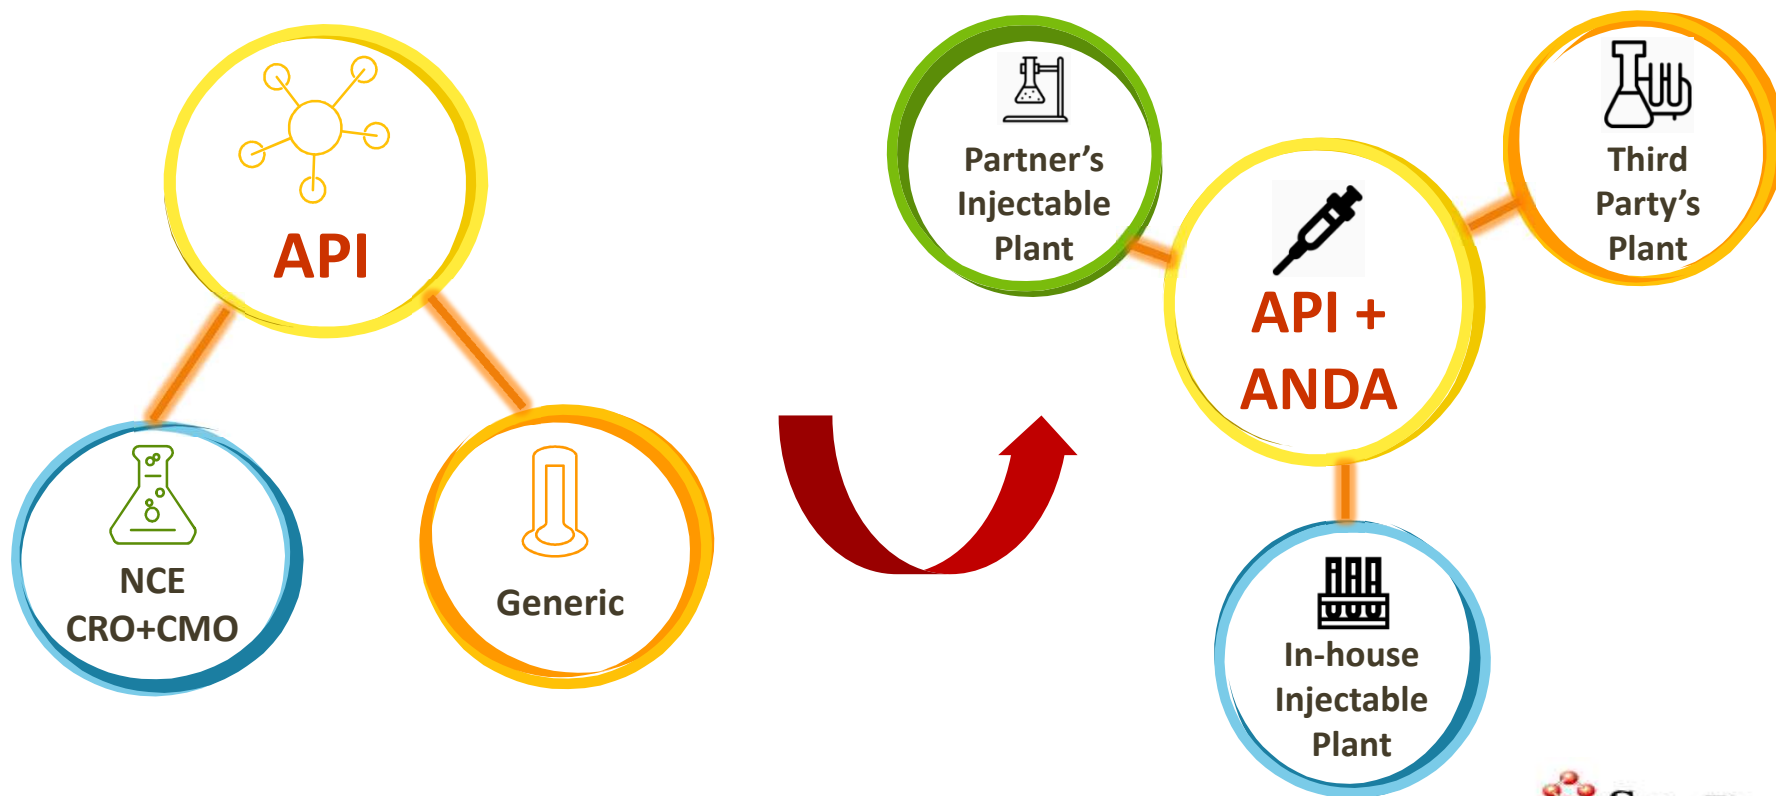 API
NCE
CRO+CMO
Generic
Partner’s
Injectable
Plant
API +
ANDA
Third
Party’s
Plant
In-house
Injectable
Plant